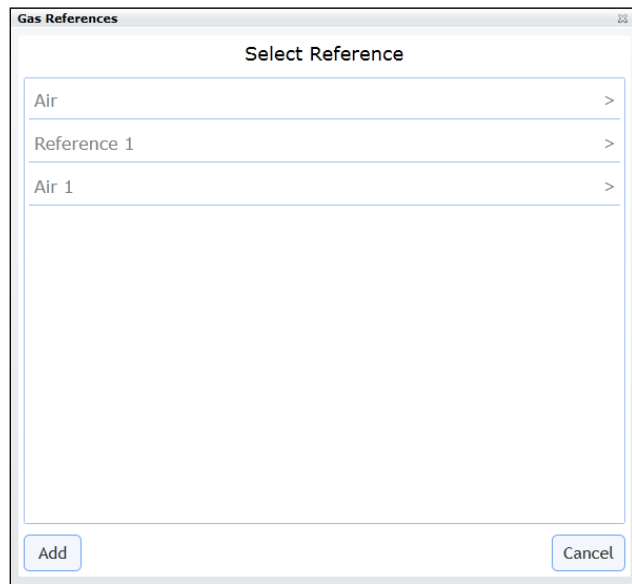 Gas References
Select Reference
Air >
Reference 1 >
Air 1 >
Add Cancel